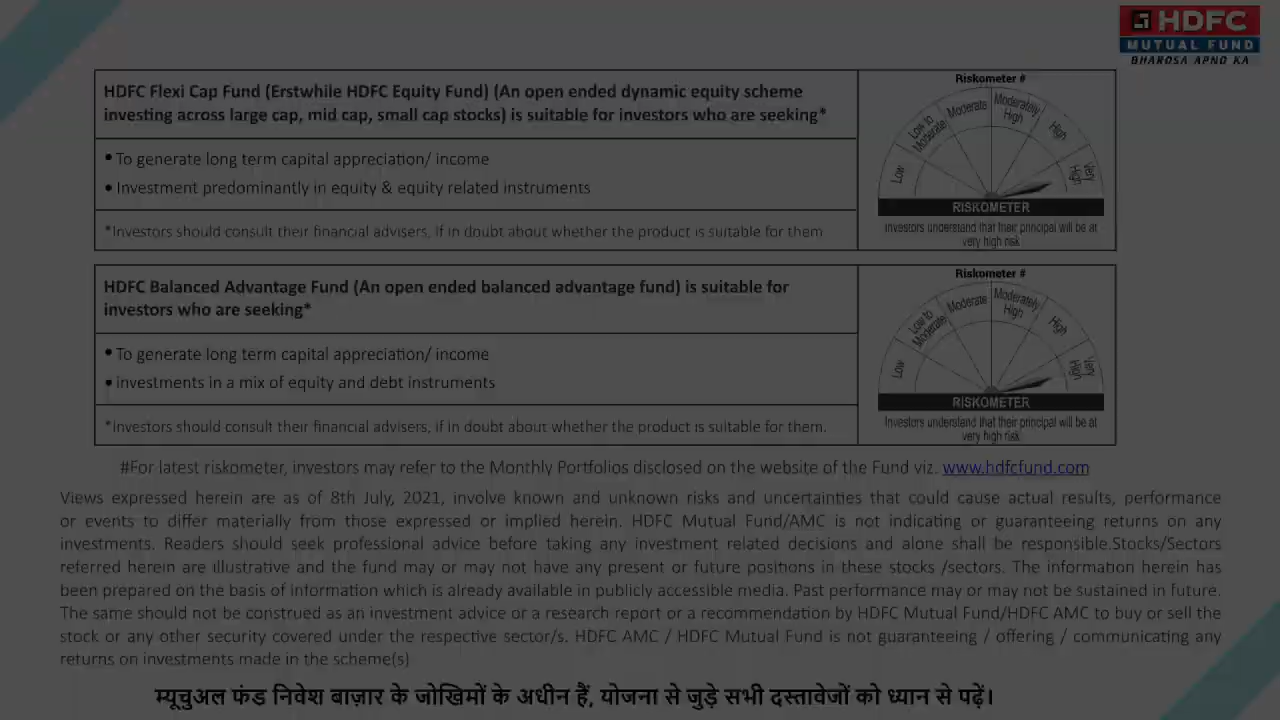 HDFC
MUTUAL FUND
BHAROSA APNO KA
HDFC Flexi Cap Fund (Erstwhile HDFC Equity Fund) (An open ended dynamic equity scheme
investing across large cap, mid cap, small cap stocks) is suitable for investors who are seeking*
• To generate long term capital appreciation/ income
• Investment predominantly in equity & equity related instruments
*Investors should consult their financial advisers, if in doubt about whether the product is suitable for them
Riskometer #
Low
Low to Moderate
Moderate
Moderately High
High
Very High
RISKOMETER
Investors understand that their principal will be at
very high risk
HDFC Balanced Advantage Fund (An open ended balanced advantage fund) is suitable for
investors who are seeking*
• To generate long term capital appreciation/ income
• investments in a mix of equity and debt instruments
*Investors should consult their financial advisers, if in doubt about whether the product is suitable for them.
Riskometer #
Low
Low to Moderate
Moderate
Moderately High
High
Very High
RISKOMETER
Investors understand that their principal will be at
very high risk
#For latest riskometer, investors may refer to the Monthly Portfolios disclosed on the website of the Fund viz. www.hdfcfund.com
Views expressed herein are as of 8th July, 2021, involve known and unknown risks and uncertainties that could cause actual results, performance
or events to differ materially from those expressed or implied herein. HDFC Mutual Fund/AMC is not indicating or guaranteeing returns on any
investments. Readers should seek professional advice before taking any investment related decisions and alone shall be responsible.Stocks/Sectors
referred herein are illustrative and the fund may or may not have any present or future positions in these stocks /sectors. The information herein has
been prepared on the basis of information which is already available in publicly accessible media. Past performance may or may not be sustained in future.
The same should not be construed as an investment advice or a research report or a recommendation by HDFC Mutual Fund/HDFC AMC to buy or sell the
stock or any other security covered under the respective sector/s. HDFC AMC / HDFC Mutual Fund is not guaranteeing / offering / communicating any
returns on investments made in the scheme(s)
म्यूचुअल फंड निवेश बाज़ार के जोखिमों के अधीन हैं, योजना से जुड़े सभी दस्तावेजों को ध्यान से पढ़ें।